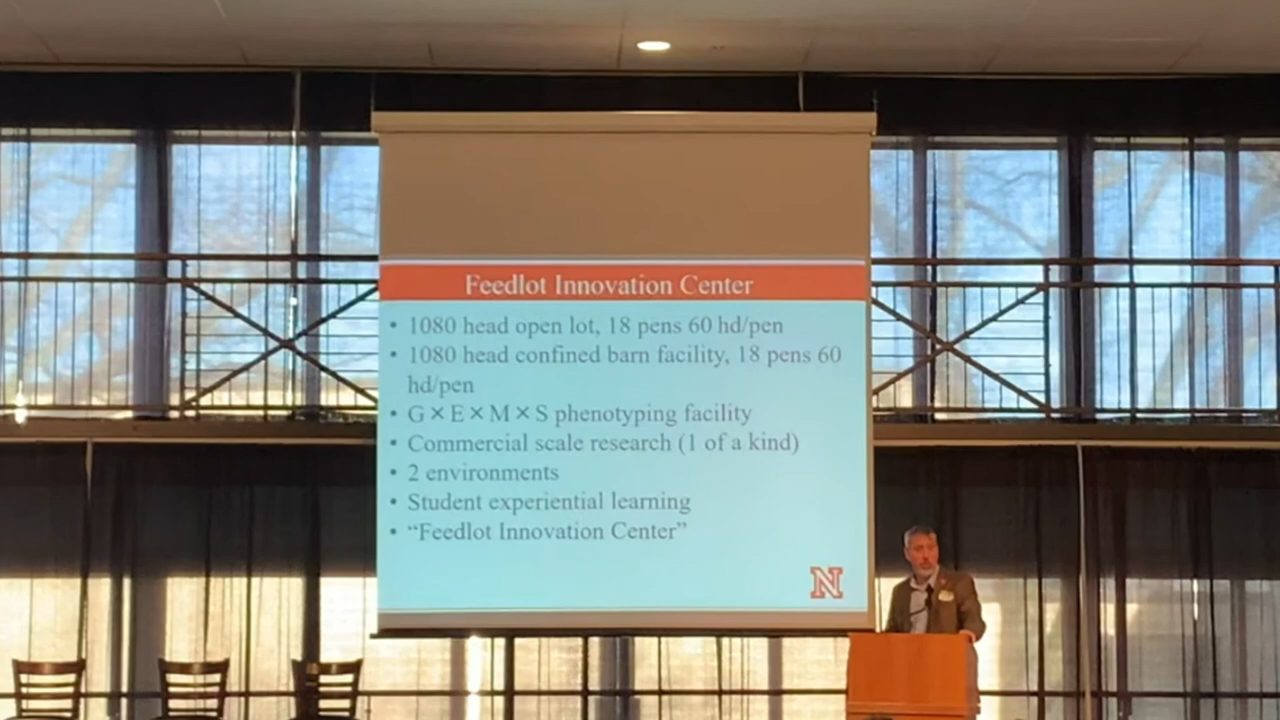 Feedlot Innovation Center
• 1080 head open lot, 18 pens 60 hd/pen
• 1080 head confined barn facility, 18 pens 60
hd/pen
• G×E×M×S phenotyping facility
• Commercial scale research (1 of a kind)
• 2 environments
• Student experiential learning
• “Feedlot Innovation Center”
N